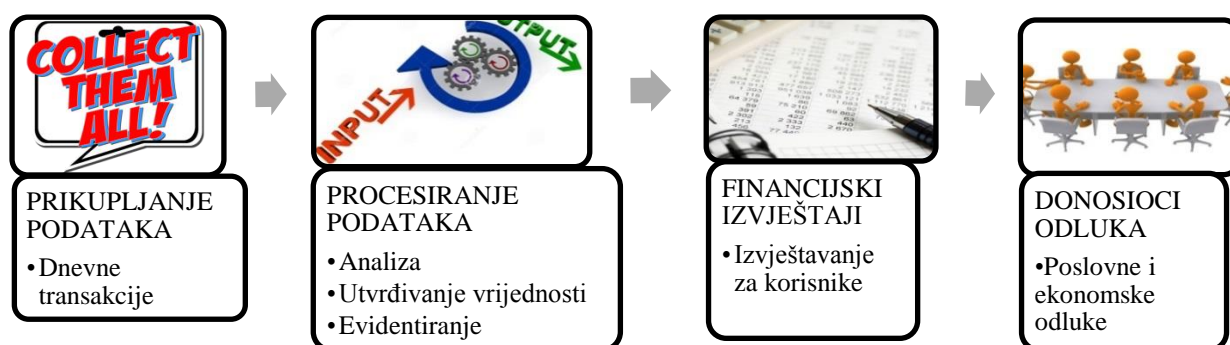 COLLECT
THEM
ALL!
PRIKUPLJANJE
PODATAKA
•Dnevne
transakcije
INPUT
PROCESIRANJE
PODATAKA
•Analiza
•Utvrđivanje vrijednosti
•Evidentiranje
FINANCIJSKI
IZVJEŠTAJI
•Izvještavanje
za korisnike
DONOSIOCI
ODLUKA
•Poslovne i
ekonomske
odluke